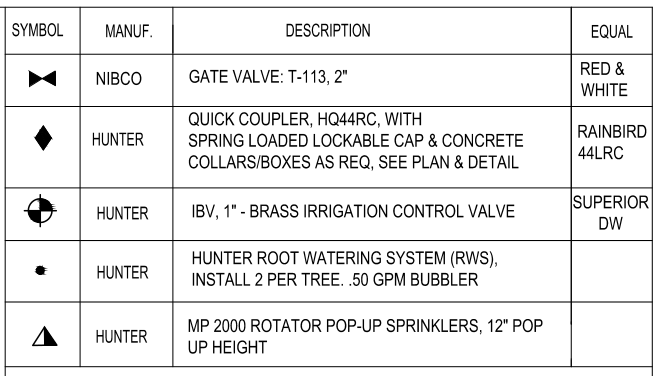 SYMBOL MANUF. DESCRIPTION EQUAL
NIBCO GATE VALVE: T-113, 2" RED &
WHITE
HUNTER QUICK COUPLER, HQ44RC, WITH
SPRING LOADED LOCKABLE CAP & CONCRETE
COLLARS/BOXES AS REQ, SEE PLAN & DETAIL
RAINBIRD
44LRC
HUNTER IBV, 1" - BRASS IRRIGATION CONTROL VALVE SUPERIOR
DW
HUNTER HUNTER ROOT WATERING SYSTEM (RWS),
INSTALL 2 PER TREE. .50 GPM BUBBLER
HUNTER MP 2000 ROTATOR POP-UP SPRINKLERS, 12" POP
UP HEIGHT